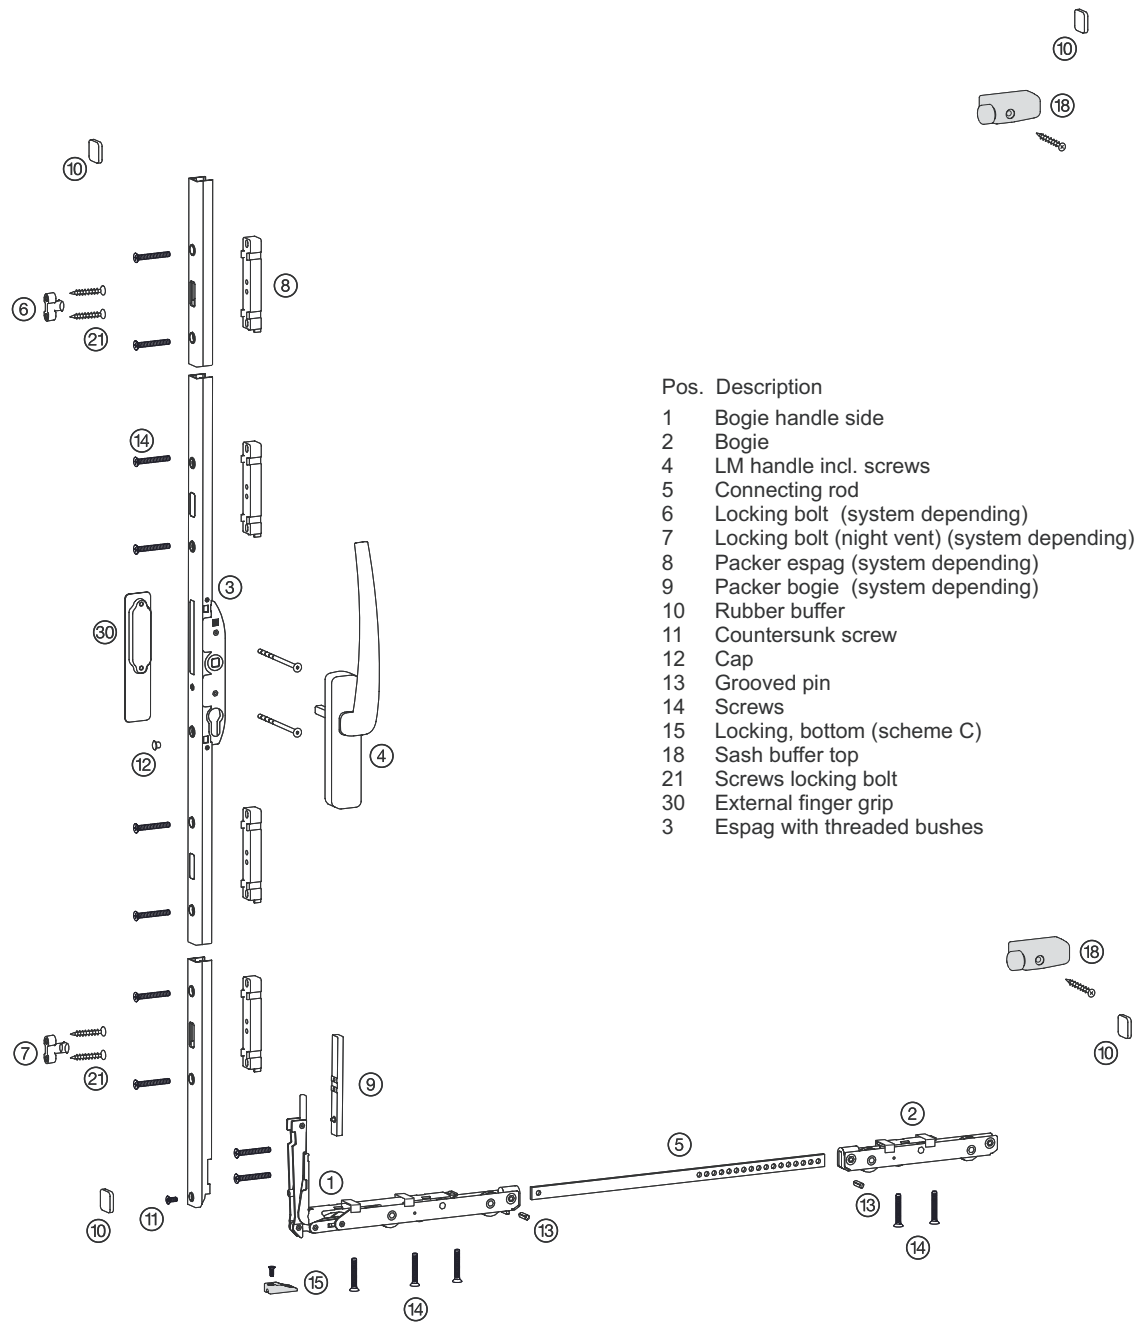 10
18
10
8
6
21
14
3
30
12
4
Pos. Description
1 Bogie handle side
2 Bogie
4 LM handle incl. screws
5 Connecting rod
6 Locking bolt (system depending)
7 Locking bolt (night vent) (system depending)
8 Packer espag (system depending)
9 Packer bogie (system depending)
10 Rubber buffer
11 Countersunk screw
12 Cap
13 Grooved pin
14 Screws
15 Locking, bottom (scheme C)
18 Sash buffer top
21 Screws locking bolt
30 External finger grip
3 Espag with threaded bushes
18
10
7
21
9
2
5
1
10
11
13
13
14
15
14